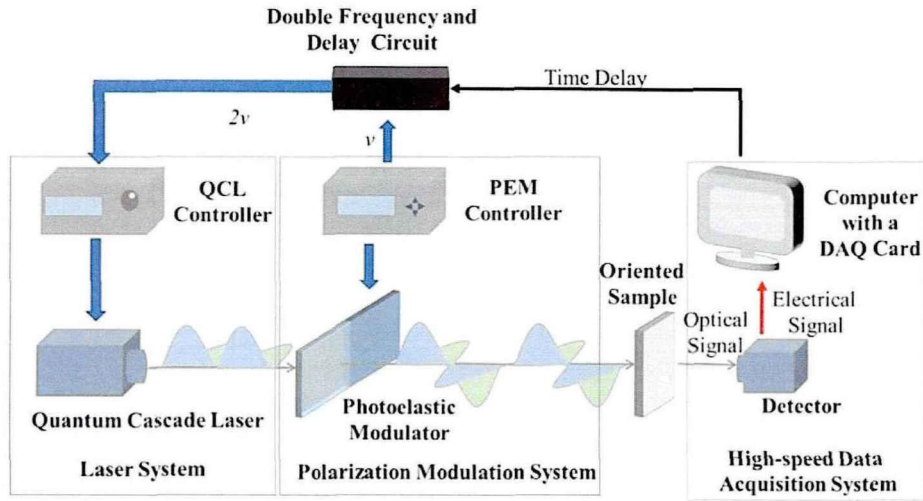 Double Frequency and
Delay Circuit
Time Delay
2v
v
QCL
Controller
PEM
Controller
Computer
with a
DAQ Card
Oriented
Sample
Optical
Signal
Electrical
Signal
Quantum Cascade Laser
Photoelastic
Modulator
Detector
Laser System
Polarization Modulation System
High-speed Data
Acquisition System